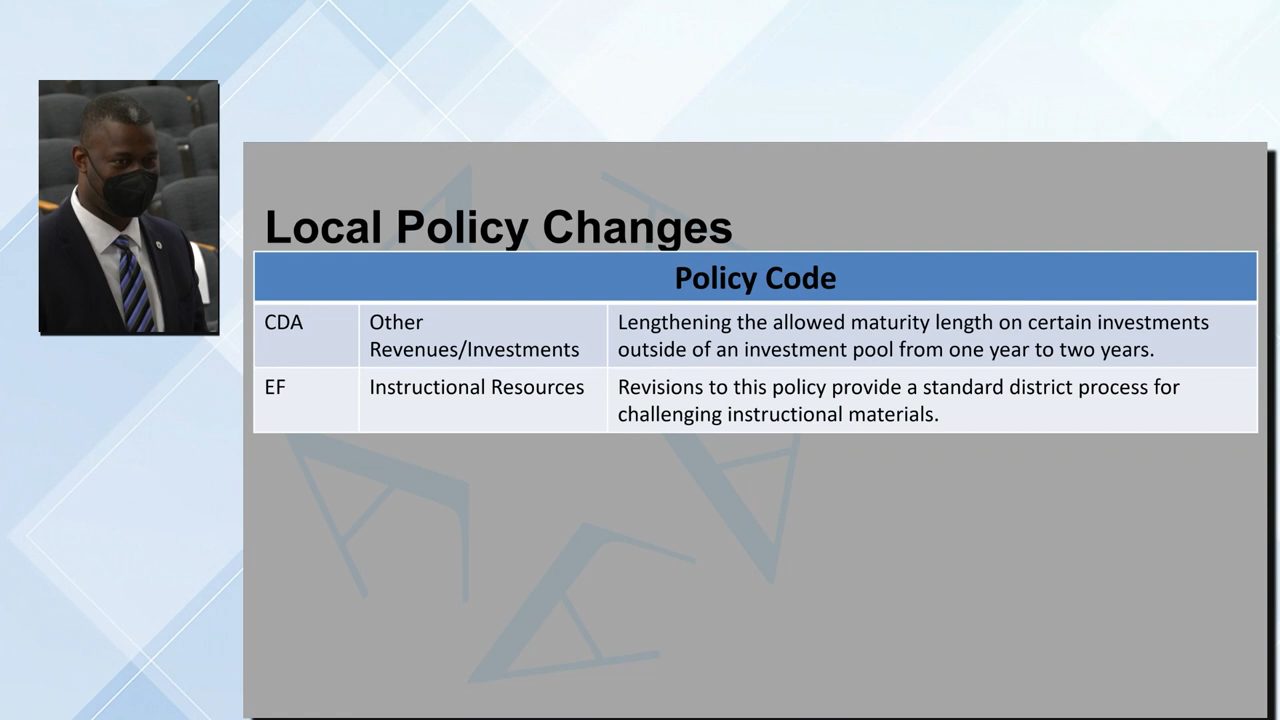 Local Policy Changes
Policy Code
CDA
Other
Revenues/Investments
Lengthening the allowed maturity length on certain investments
outside of an investment pool from one year to two years.
EF
Instructional Resources
Revisions to this policy provide a standard district process for
challenging instructional materials.